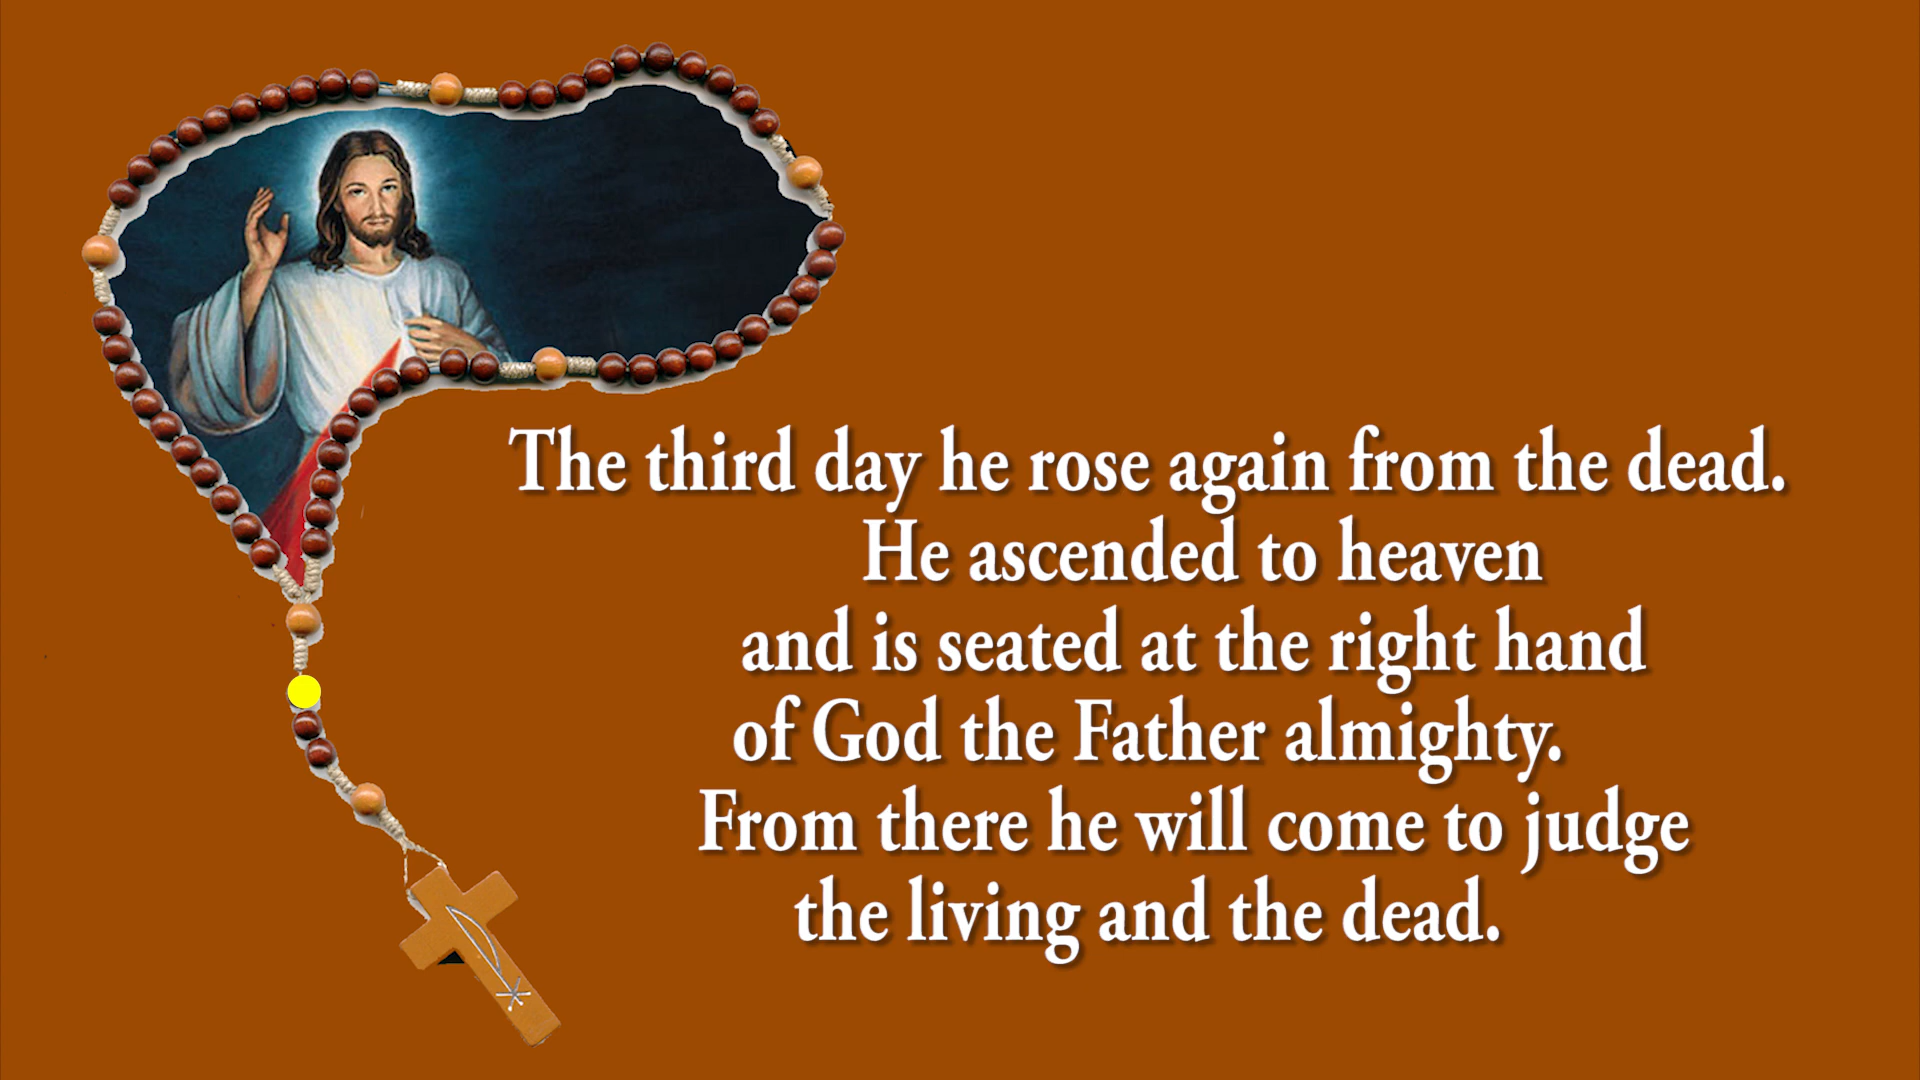 The third day he rose again from the dead.
He ascended to heaven
and is seated at the right hand
of God the Father almighty.
From there he will come to judge
the living and the dead.